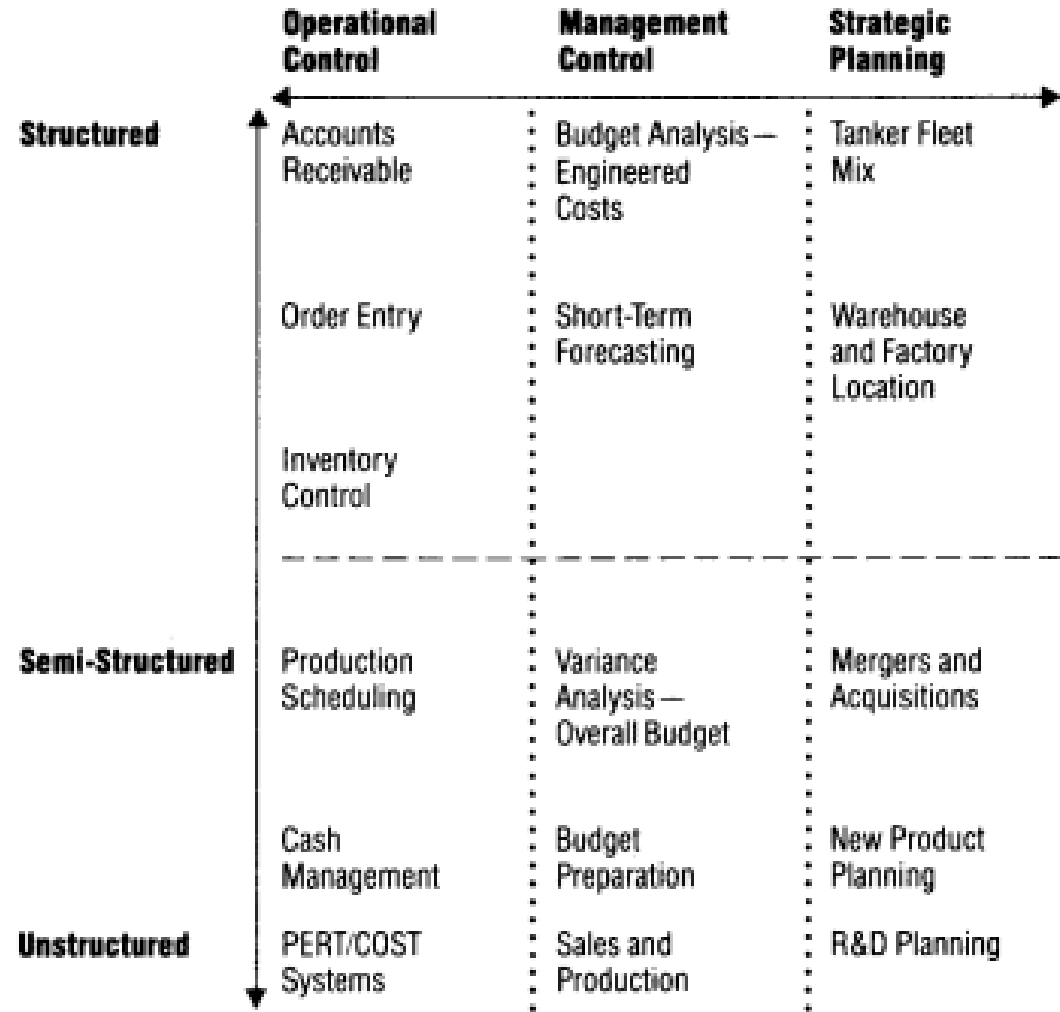 Operational Control
Management Control
Strategic Planning
Structured
Accounts Receivable
Budget Analysis — Engineered Costs
Tanker Fleet Mix
Order Entry
Short-Term Forecasting
Warehouse and Factory Location
Inventory Control
Semi-Structured
Production Scheduling
Variance Analysis — Overall Budget
Mergers and Acquisitions
Cash Management
Budget Preparation
New Product Planning
Unstructured
PERT/COST Systems
Sales and Production
R&D Planning